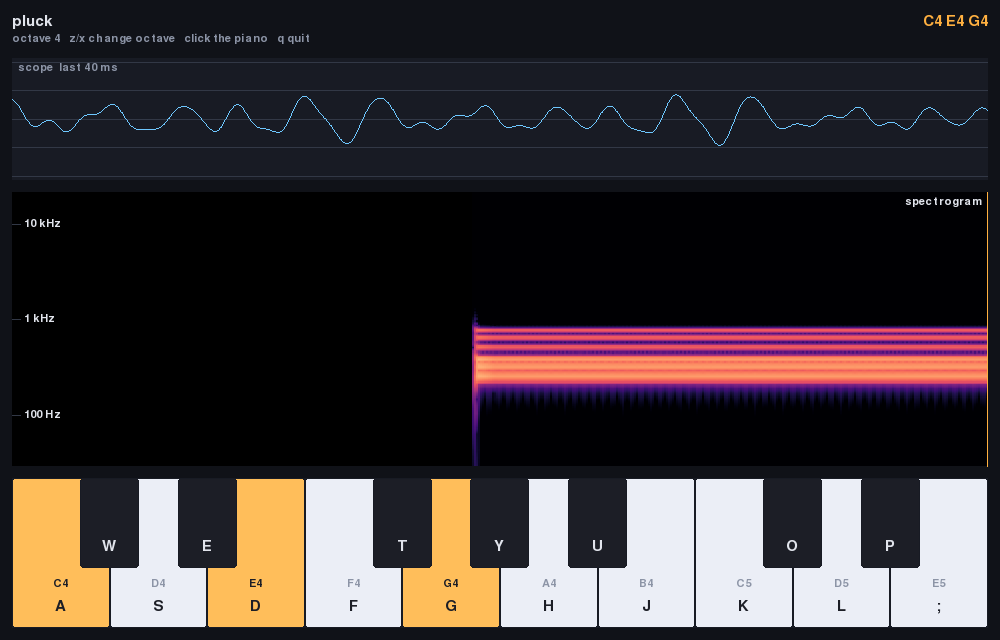 pluck
C4 E4 G4
octave 4 z/x change octave click the piano q quit
scope last 40 ms
spectrogram
10 kHz
1 kHz
100 Hz
W E T Y U O P
C4 D4 E4 F4 G4 A4 B4 C5 D5 E5
A S D F G H J K L ;